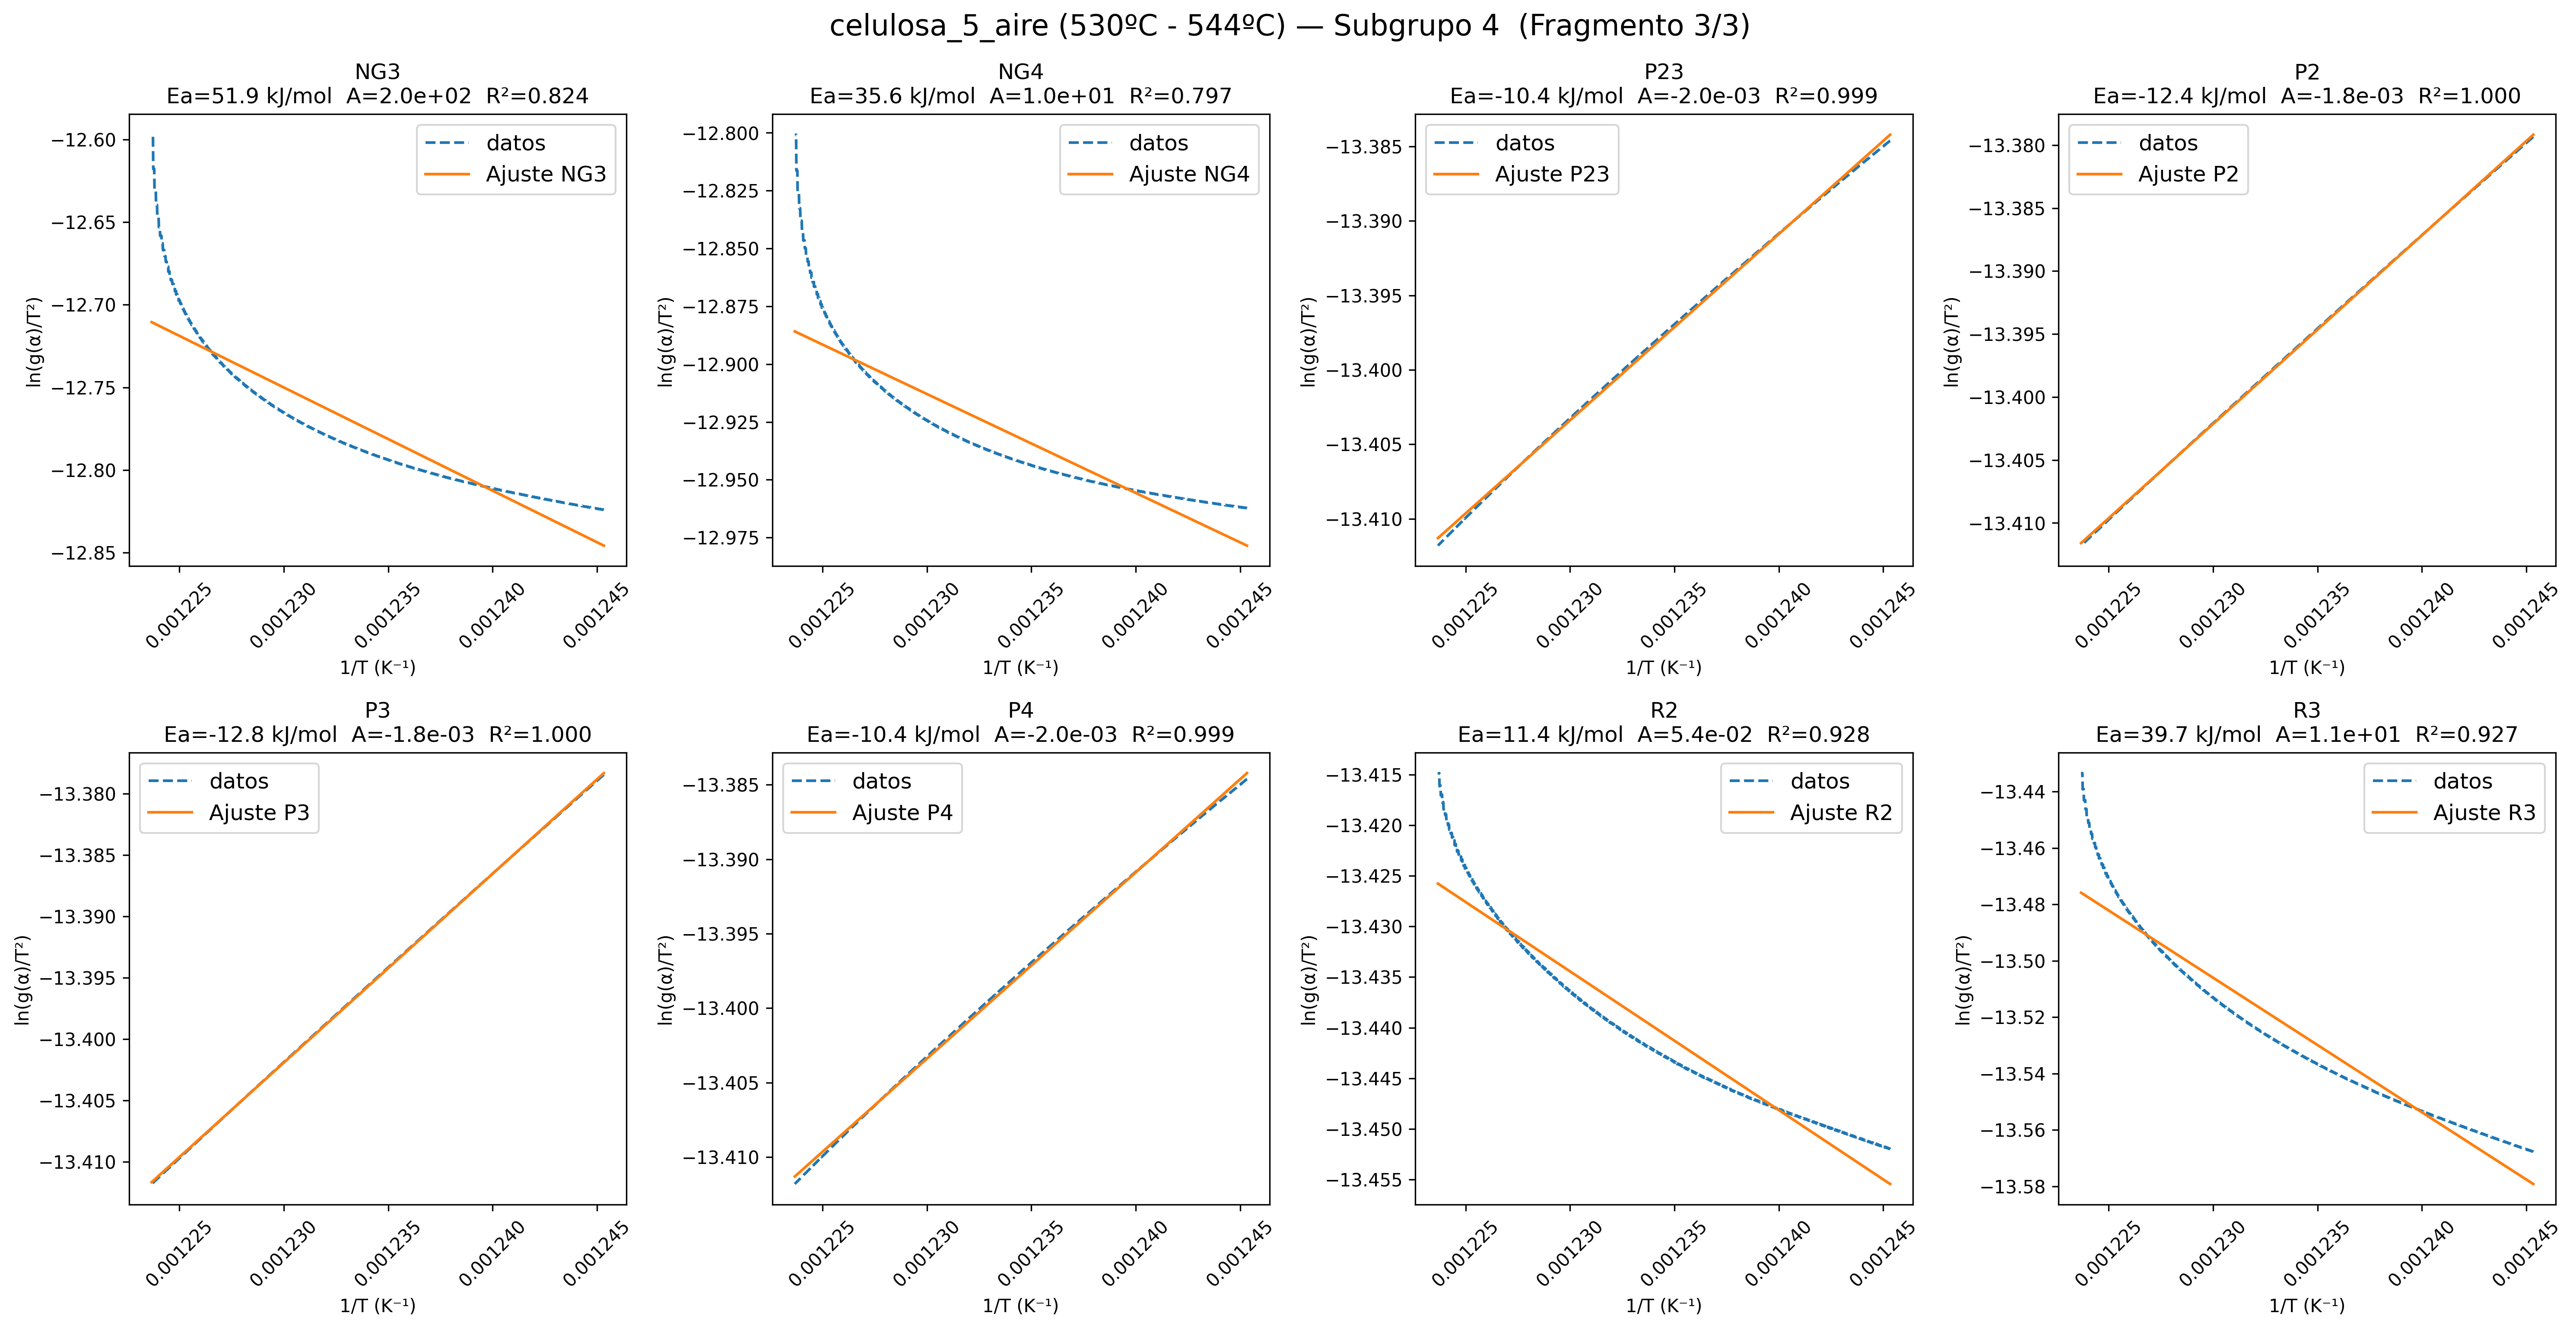 celulosa_5_aire (530ºC - 544ºC) — Subgrupo 4  (Fragmento 3/3)
NG3
Ea=51.9 kJ/mol  A=2.0e+02  R²=0.824
datos
Ajuste NG3
ln(g(α)/T²)
−12.60
−12.65
−12.70
−12.75
−12.80
−12.85
0.001225
0.001230
0.001235
0.001240
0.001245
1/T (K⁻¹)
NG4
Ea=35.6 kJ/mol  A=1.0e+01  R²=0.797
datos
Ajuste NG4
ln(g(α)/T²)
−12.800
−12.825
−12.850
−12.875
−12.900
−12.925
−12.950
−12.975
0.001225
0.001230
0.001235
0.001240
0.001245
1/T (K⁻¹)
P23
Ea=-10.4 kJ/mol  A=-2.0e-03  R²=0.999
datos
Ajuste P23
ln(g(α)/T²)
−13.385
−13.390
−13.395
−13.400
−13.405
−13.410
0.001225
0.001230
0.001235
0.001240
0.001245
1/T (K⁻¹)
P2
Ea=-12.4 kJ/mol  A=-1.8e-03  R²=1.000
datos
Ajuste P2
ln(g(α)/T²)
−13.380
−13.385
−13.390
−13.395
−13.400
−13.405
−13.410
0.001225
0.001230
0.001235
0.001240
0.001245
1/T (K⁻¹)
P3
Ea=-12.8 kJ/mol  A=-1.8e-03  R²=1.000
datos
Ajuste P3
ln(g(α)/T²)
−13.380
−13.385
−13.390
−13.395
−13.400
−13.405
−13.410
0.001225
0.001230
0.001235
0.001240
0.001245
1/T (K⁻¹)
P4
Ea=-10.4 kJ/mol  A=-2.0e-03  R²=0.999
datos
Ajuste P4
ln(g(α)/T²)
−13.385
−13.390
−13.395
−13.400
−13.405
−13.410
0.001225
0.001230
0.001235
0.001240
0.001245
1/T (K⁻¹)
R2
Ea=11.4 kJ/mol  A=5.4e-02  R²=0.928
datos
Ajuste R2
ln(g(α)/T²)
−13.415
−13.420
−13.425
−13.430
−13.435
−13.440
−13.445
−13.450
−13.455
0.001225
0.001230
0.001235
0.001240
0.001245
1/T (K⁻¹)
R3
Ea=39.7 kJ/mol  A=1.1e+01  R²=0.927
datos
Ajuste R3
ln(g(α)/T²)
−13.44
−13.46
−13.48
−13.50
−13.52
−13.54
−13.56
−13.58
0.001225
0.001230
0.001235
0.001240
0.001245
1/T (K⁻¹)